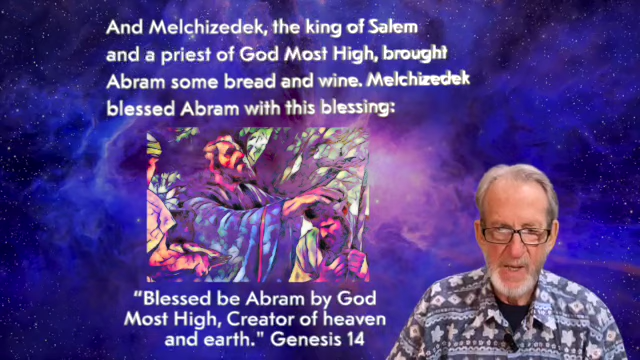 And Melchizedek, the king of Salem
and a priest of God Most High, brought
Abram some bread and wine. Melchizedek
blessed Abram with this blessing:
“Blessed be Abram by God
Most High, Creator of heaven
and earth." Genesis 14